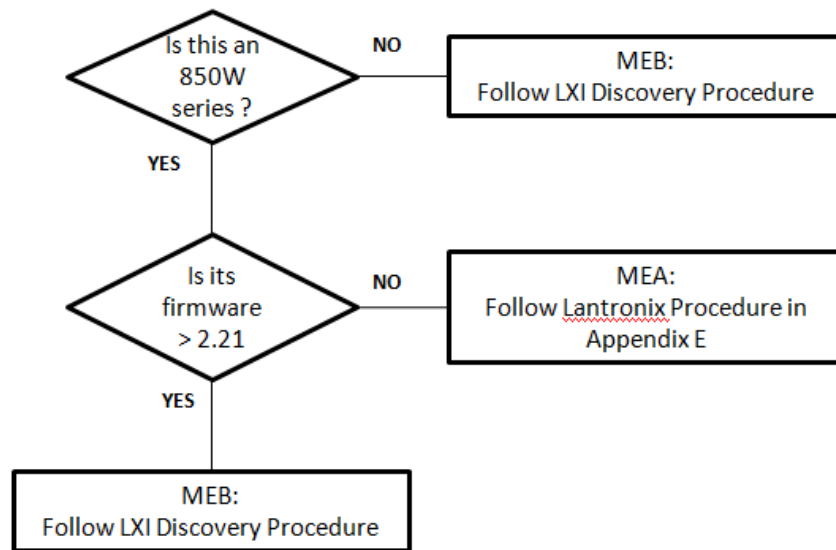 Is this an
850W
series ?
NO
MEB:
Follow LXI Discovery Procedure
YES
Is its
firmware
> 2.21
NO
MEA:
Follow Lantronix Procedure in
Appendix E
YES
MEB:
Follow LXI Discovery Procedure